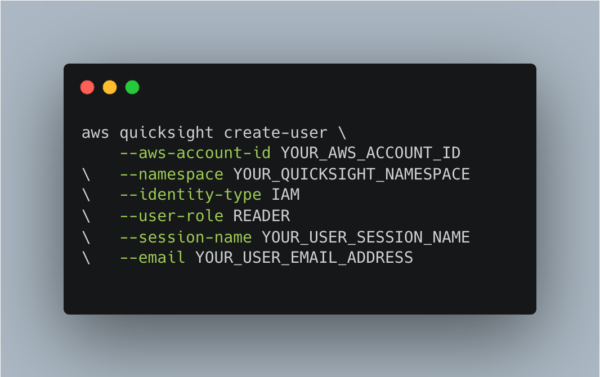 aws quicksight create-user \
    --aws-account-id YOUR_AWS_ACCOUNT_ID
\   --namespace YOUR_QUICKSIGHT_NAMESPACE
\   --identity-type IAM
\   --user-role READER
\   --session-name YOUR_USER_SESSION_NAME
\   --email YOUR_USER_EMAIL_ADDRESS